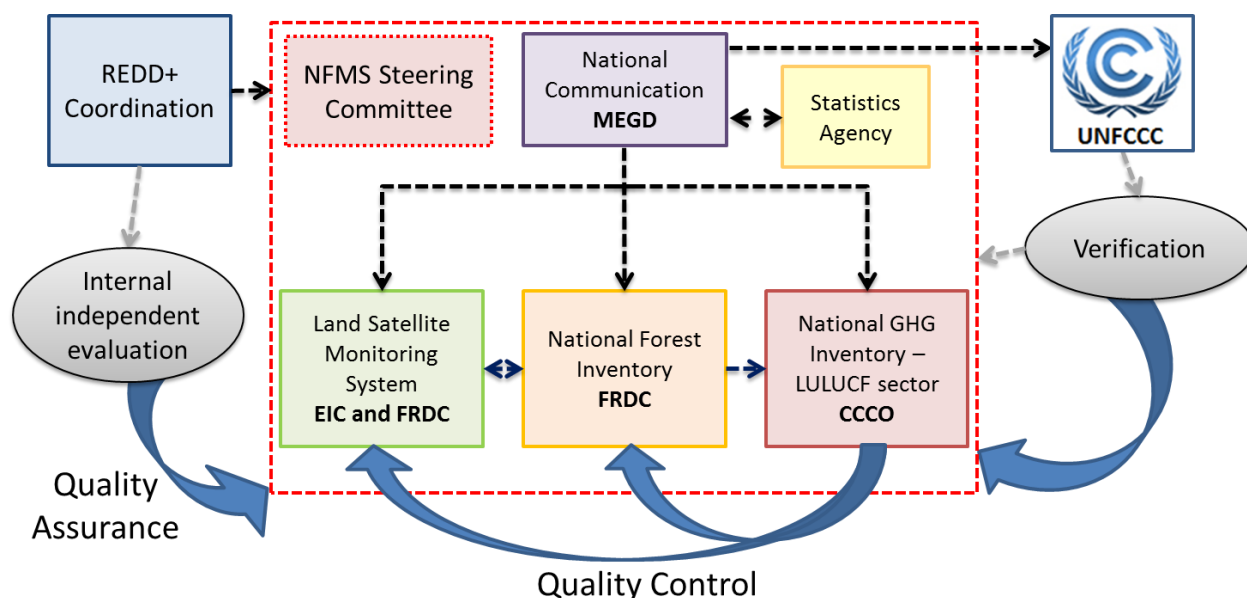 REDD+
Coordination
NFMS Steering
Committee
National
Communication
MEGD
Statistics
Agency
UNFCCC
Internal
independent
evaluation
Verification
Land Satellite
Monitoring
System
EIC and FRDC
National Forest
Inventory
FRDC
National GHG
Inventory –
LULUCF sector
CCCO
Quality
Assurance
Quality Control